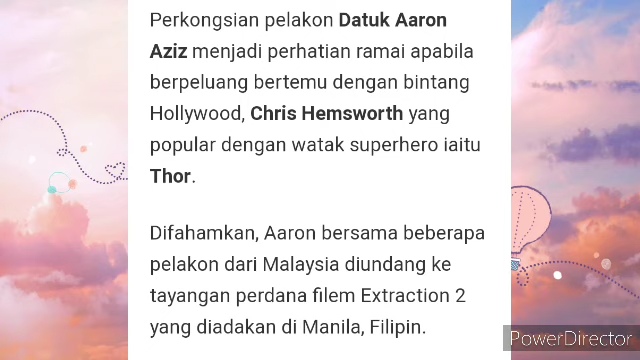 Perkongsian pelakon Datuk Aaron
Aziz menjadi perhatian ramai apabila
berpeluang bertemu dengan bintang
Hollywood, Chris Hemsworth yang
popular dengan watak superhero iaitu
Thor.
Difahamkan, Aaron bersama beberapa
pelakon dari Malaysia diundang ke
tayangan perdana filem Extraction 2
yang diadakan di Manila, Filipin.
PowerDirector